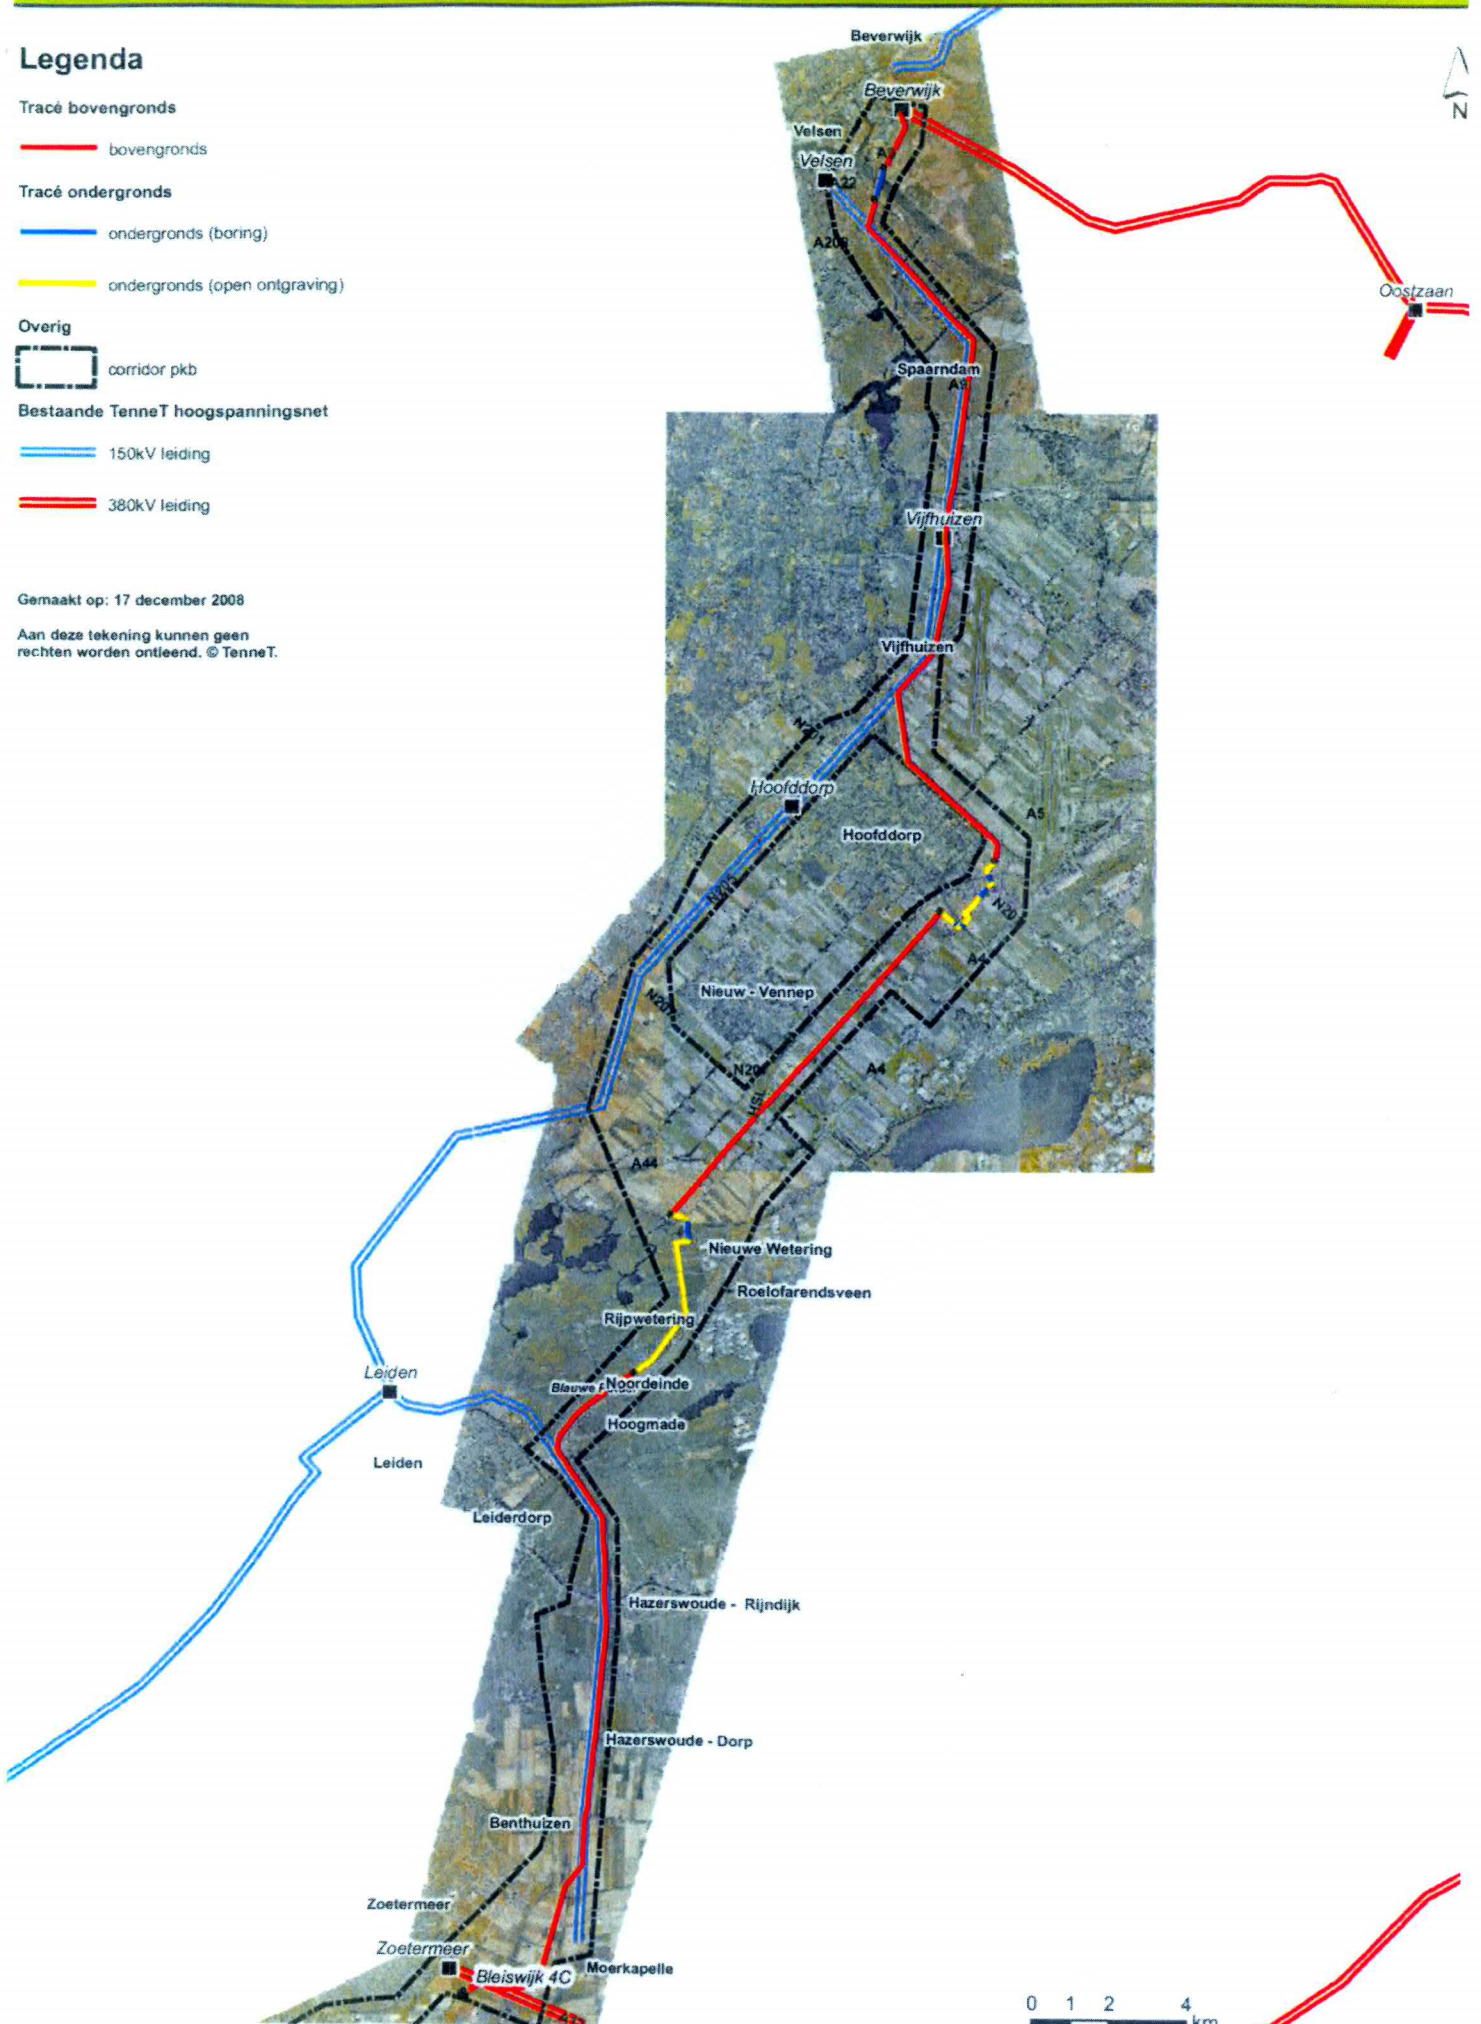 Legenda
Tracé bovengronds
bovengronds
Tracé ondergronds
ondergronds (boring)
ondergronds (open ontgraving)
Overig
corridor pkb
Bestaande TenneT hoogspanningsnet
150kV leiding
380kV leiding
Gemaakt op: 17 december 2008
Aan deze tekening kunnen geen
rechten worden ontleend. © TenneT.
N
Beverwijk
Beverwijk
Velsen
Velsen
A22
Oostzaan
Spaarndam
A9
Vijfhuizen
Vijfhuizen
N201
Hoofddorp
A5
Hoofddorp
N205
A4
Nieuw - Vennep
N207
A4
HSL
A44
Nieuwe Wetering
Roelofarendsveen
Rijpwetering
Leiden
Blauwe
Noordeinde
Hoogmade
Leiden
Leiderdorp
Hazerswoude - Rijndijk
Hazerswoude - Dorp
Benthuizen
Zoetermeer
Zoetermeer
Moerkapelle
Bleiswijk 4C
0 1 2 4
km